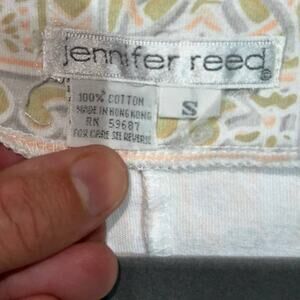 jennifer reed®
100% COTTON
MADE IN HONG KONG
RN 59687
FOR CARE SEE REVERSE
S